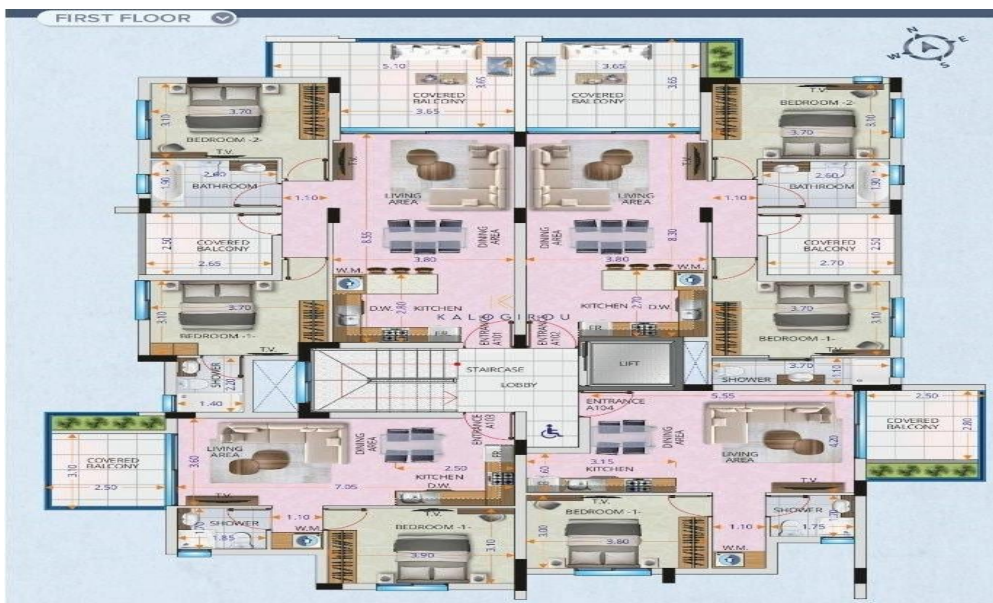 FIRST FLOOR
N
E
W
S
5.10
3.65
COVERED
BALCONY
3.65
3.65
COVERED
BALCONY
3.65
3.10
3.70
BEDROOM -2-
T.V.
T.V.
BEDROOM -2-
3.70
3.10
T.V.
LIVING
AREA
LIVING
AREA
T.V.
1.90
2.60
BATHROOM
1.10
1.10
2.60
BATHROOM
1.90
2.50
COVERED
BALCONY
2.65
8.55
DINING
AREA
3.80
DINING
AREA
3.80
8.30
COVERED
BALCONY
2.70
2.50
W.M.
2.60
KITCHEN
D.W.
FR
W.M.
KITCHEN
2.70
D.W.
FR
KALOGIROU
3.10
3.70
BEDROOM -1-
T.V.
3.70
3.10
BEDROOM -1-
T.V.
ENTRANCE
A101
ENTRANCE
A102
STAIRCASE
LOBBY
LIFT
SHOWER
2.20
1.40
SHOWER
3.70
1.10
ENTRANCE
A103
ENTRANCE
A104
5.55
2.50
COVERED
BALCONY
2.80
COVERED
BALCONY
3.10
2.50
3.60
LIVING
AREA
DINING
AREA
2.50
FR
KITCHEN
D.W.
T.V.
7.05
DINING
AREA
3.15
1.60
KITCHEN
FR
LIVING
AREA
4.20
T.V.
1.70
SHOWER
1.85
1.10
W.M.
T.V.
BEDROOM -1-
3.90
3.10
T.V.
BEDROOM -1-
3.00
3.80
1.10
W.M.
SHOWER
1.75